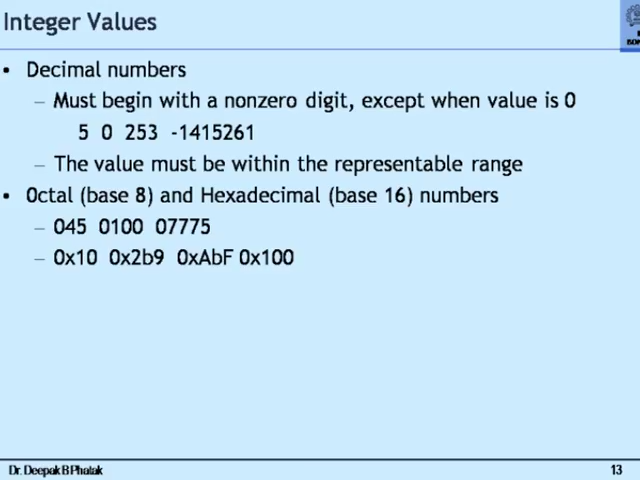 Integer Values
• Decimal numbers
– Must begin with a nonzero digit, except when value is 0
5 0 253 -1415261
– The value must be within the representable range
• Octal (base 8) and Hexadecimal (base 16) numbers
– 045 0100 07775
– 0x10 0x2b9 0xAbF 0x100
Dr. Deepak B Phatak
13